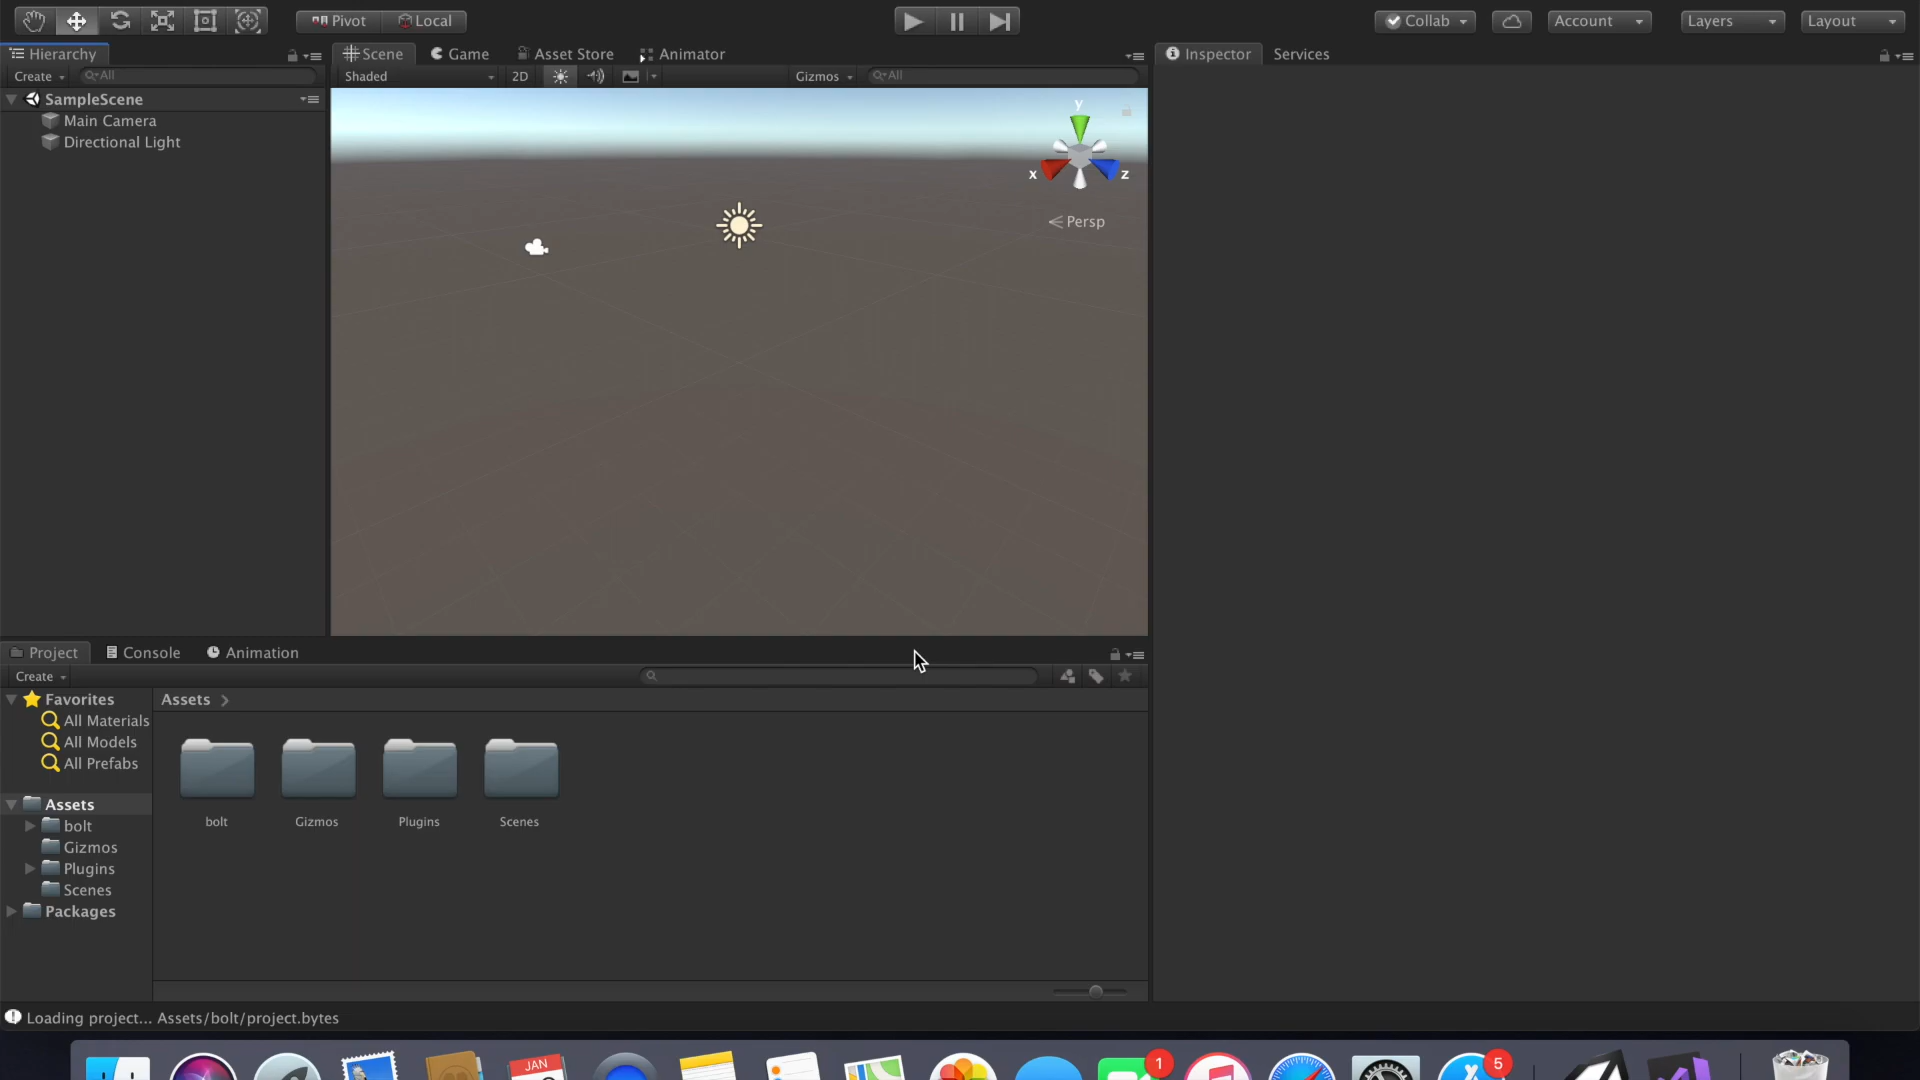 Pivot Local Collab Account Layers Layout
Hierarchy Scene Game Asset Store Animator Inspector Services
Create All Shaded 2D Gizmos All
SampleScene
Main Camera
Directional Light
y
x z
Persp
Project Console Animation
Create
Favorites Assets
All Materials
All Models
All Prefabs
Assets
bolt Gizmos Plugins Scenes
bolt
Gizmos
Plugins
Scenes
Packages
Loading project... Assets/bolt/project.bytes
JAN 1 5